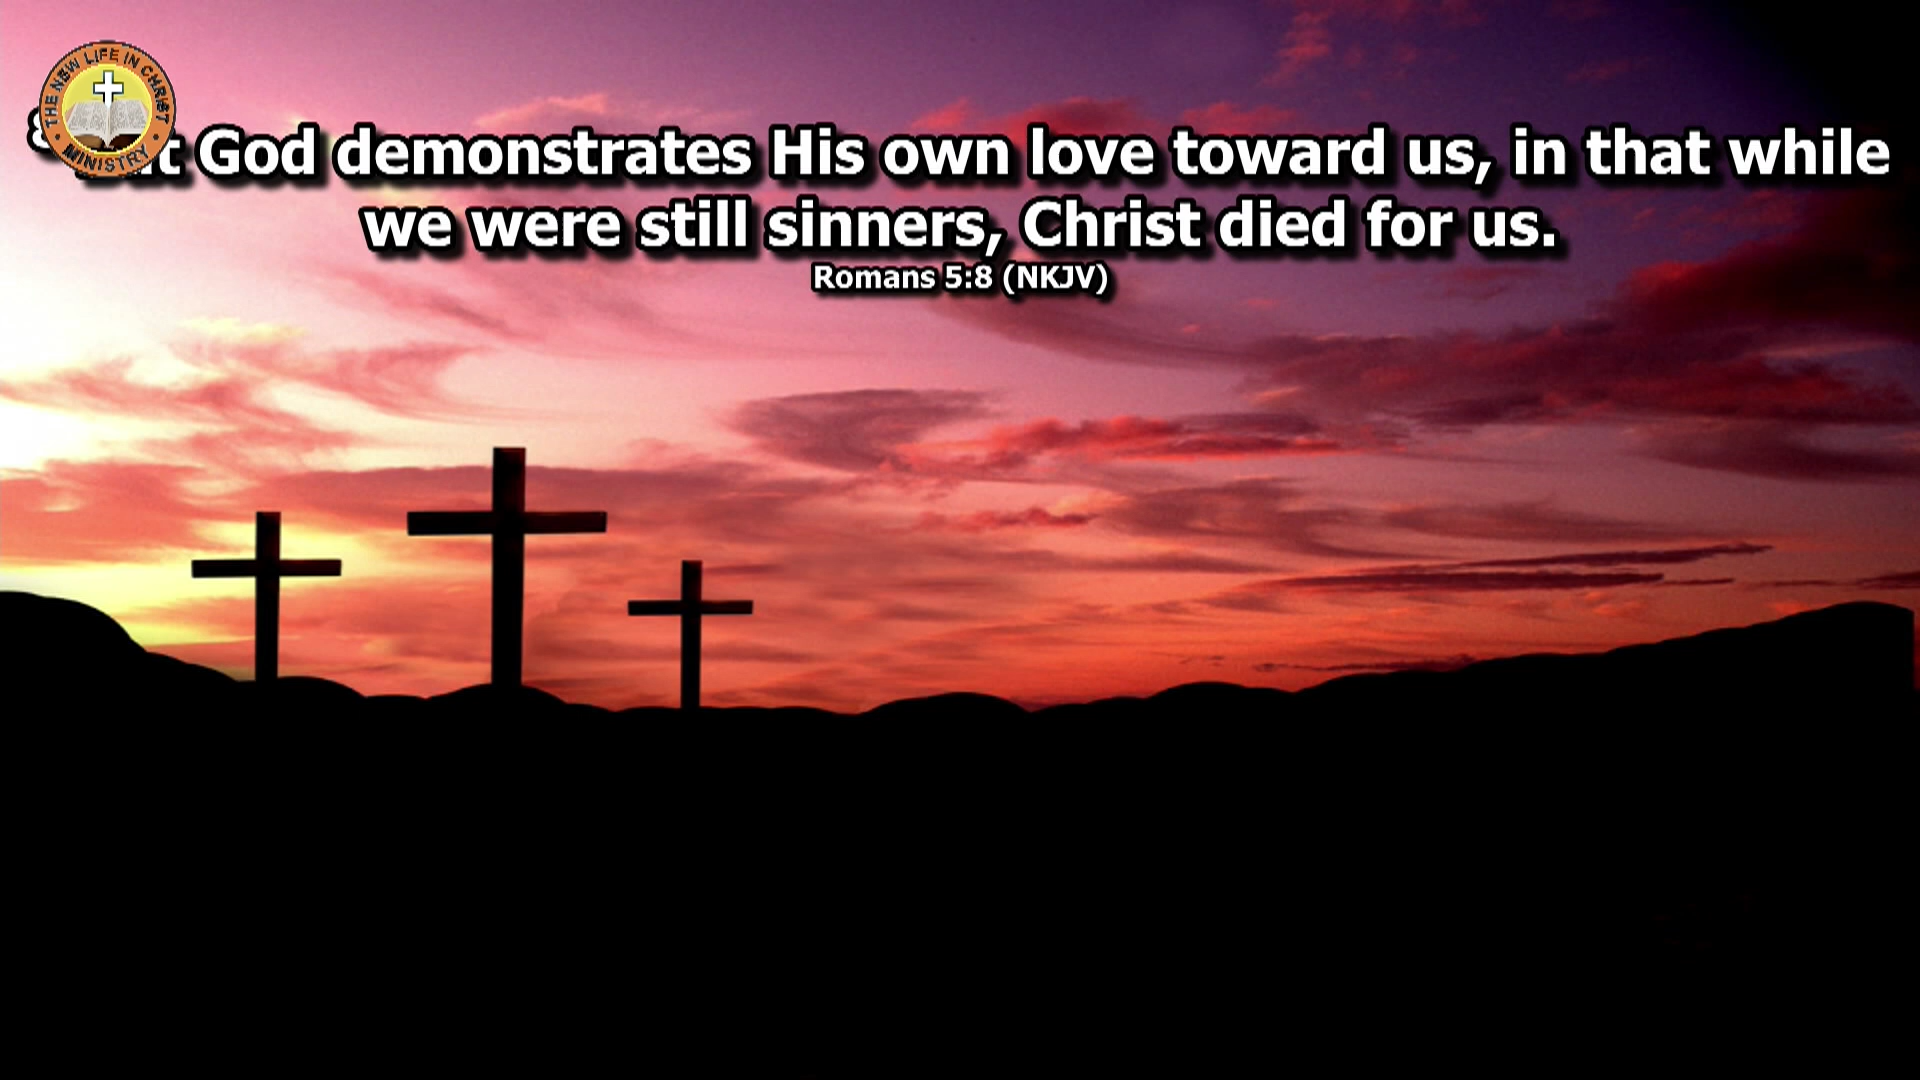 THE NEW LIFE IN CHRIST
MINISTRY
God demonstrates His own love toward us, in that while
we were still sinners, Christ died for us.
Romans 5:8 (NKJV)